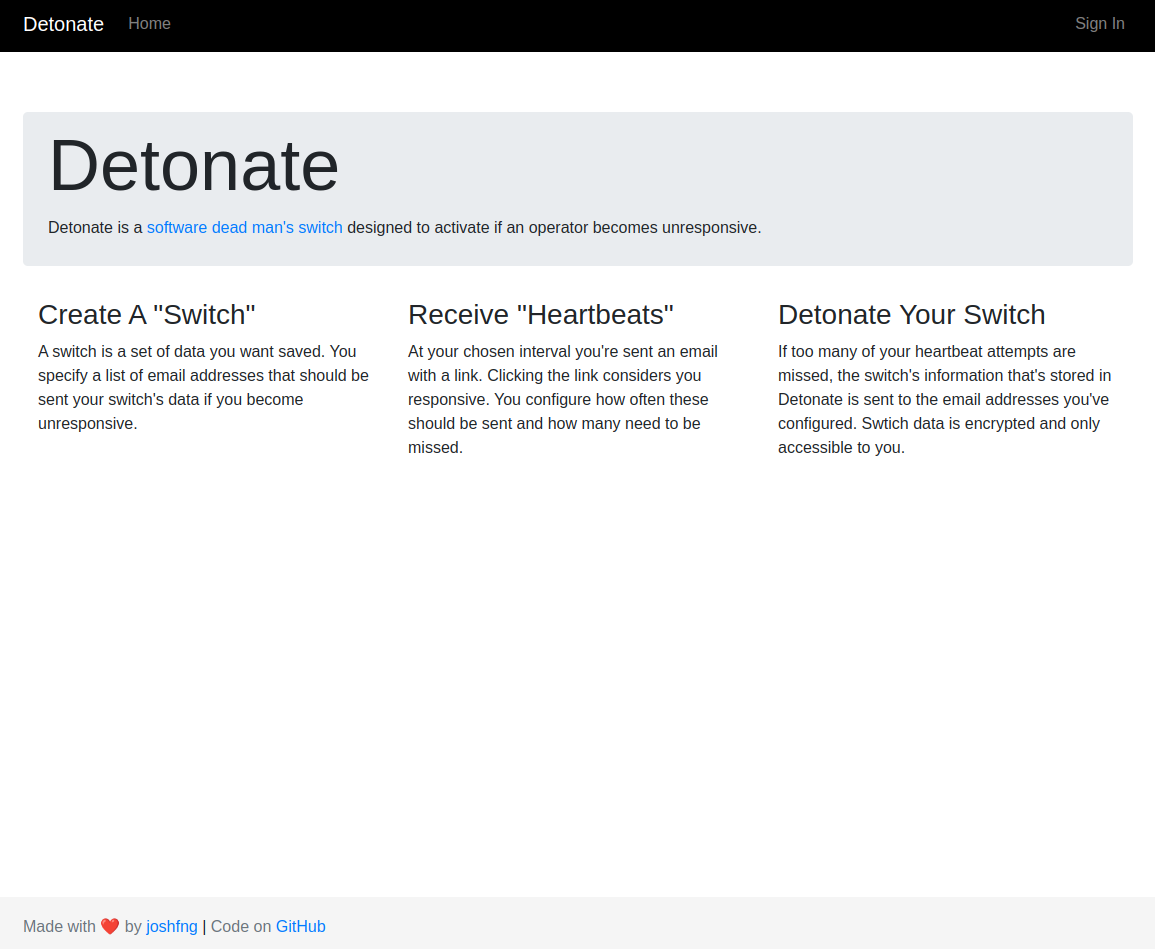 Detonate Home Sign In
Detonate
Detonate is a software dead man's switch designed to activate if an operator becomes unresponsive.
Create A "Switch"
A switch is a set of data you want saved. You
specify a list of email addresses that should be
sent your switch's data if you become
unresponsive.
Receive "Heartbeats"
At your chosen interval you're sent an email
with a link. Clicking the link considers you
responsive. You configure how often these
should be sent and how many need to be
missed.
Detonate Your Switch
If too many of your heartbeat attempts are
missed, the switch's information that's stored in
Detonate is sent to the email addresses you've
configured. Swtich data is encrypted and only
accessible to you.
Made with ❤️ by joshfng | Code on GitHub